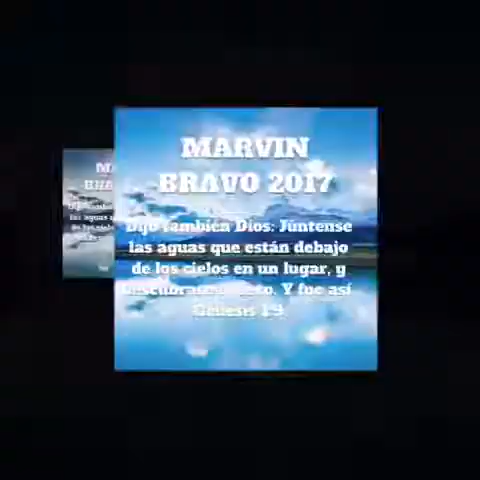 MARVIN
BRAVO 2017
Dijo también Dios: Júntense
las aguas que están debajo
de los cielos en un lugar, y
Y fue así
Génesis 1:9